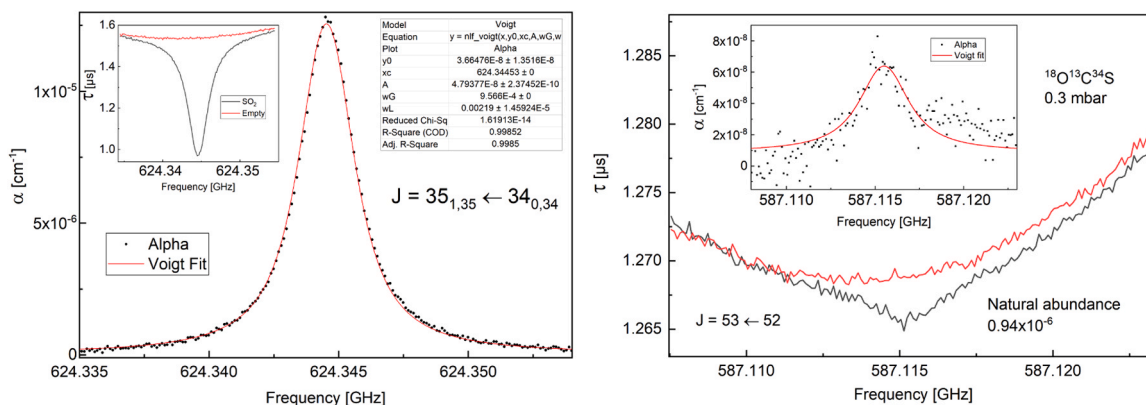 1.6
1.4
1.2
1.0
τ [µs]
SO₂
Empty
624.340
624.350
Frequency [GHz]
Model Voigt
Equation y = nlf_voigt(x,y0,xc,A,wG,w
Plot Alpha
y0 3.66476E-8 ± 1.3516E-8
xc 624.34453 ± 0
A 4.79377E-8 ± 2.37452E-10
wG 9.566E-4 ± 0
wL 0.00219 ± 1.45924E-5
Reduced Chi-Sq 1.61913E-14
R-Square (COD) 0.99852
Adj. R-Square 0.9985
1x10⁻⁵
5x10⁻⁶
0
α [cm⁻¹]
J = 35₁,₃₅ ← 34₀,₃₄
Alpha
Voigt Fit
624.335
624.340
624.345
624.350
Frequency [GHz]
1.285
1.280
1.275
1.270
1.265
τ [µs]
8x10⁻⁸
6x10⁻⁸
4x10⁻⁸
2x10⁻⁸
0
α [cm⁻¹]
Alpha
Voigt fit
587.110
587.115
587.120
Frequency [GHz]
¹⁸O¹³C³⁴S
0.3 mbar
J = 53 ← 52
Natural abundance
0.94x10⁻⁶
587.110
587.115
587.120
Frequency [GHz]